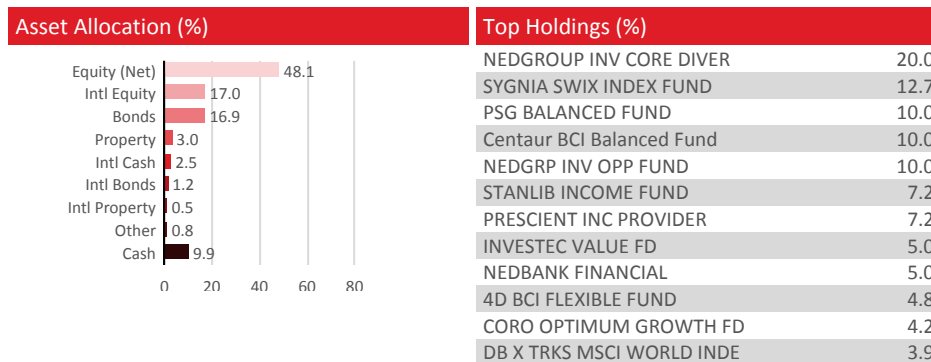 Asset Allocation (%)
Equity (Net) 48.1
Intl Equity 17.0
Bonds 16.9
Property 3.0
Intl Cash 2.5
Intl Bonds 1.2
Intl Property 0.5
Other 0.8
Cash 9.9
0 20 40 60 80
Top Holdings (%)
NEDGROUP INV CORE DIVER 20.0
SYGNIA SWIX INDEX FUND 12.7
PSG BALANCED FUND 10.0
Centaur BCI Balanced Fund 10.0
NEDGRP INV OPP FUND 10.0
STANLIB INCOME FUND 7.2
PRESCIENT INC PROVIDER 7.2
INVESTEC VALUE FD 5.0
NEDBANK FINANCIAL 5.0
4D BCI FLEXIBLE FUND 4.8
CORO OPTIMUM GROWTH FD 4.2
DB X TRKS MSCI WORLD INDE 3.9